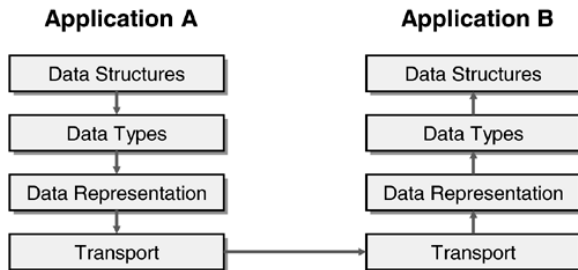 Application A
Data Structures
Data Types
Data Representation
Transport
Application B
Data Structures
Data Types
Data Representation
Transport